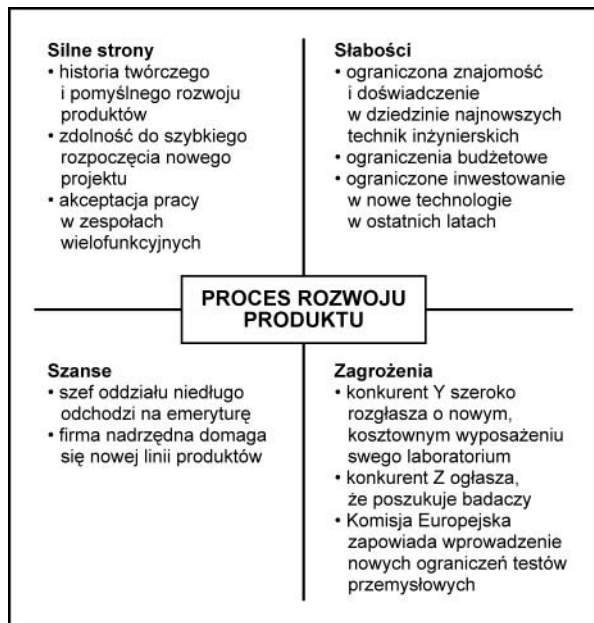 Silne strony
• historia twórczego
i pomyślnego rozwoju
produktów
• zdolność do szybkiego
rozpoczęcia nowego
projektu
• akceptacja pracy
w zespołach
wielofunkcyjnych
Słabości
• ograniczona znajomość
i doświadczenie
w dziedzinie najnowszych
technik inżynierskich
• ograniczenia budżetowe
• ograniczone inwestowanie
w nowe technologie
w ostatnich latach
PROCES ROZWOJU
PRODUKTU
Szanse
• szef oddziału niedługo
odchodzi na emeryturę
• firma nadrzędna domaga
się nowej linii produktów
Zagrożenia
• konkurent Y szeroko
rozgłasza o nowym,
kosztownym wyposażeniu
swego laboratorium
• konkurent Z ogłasza,
że poszukuje badaczy
• Komisja Europejska
zapowiada wprowadzenie
nowych ograniczeń testów
przemysłowych